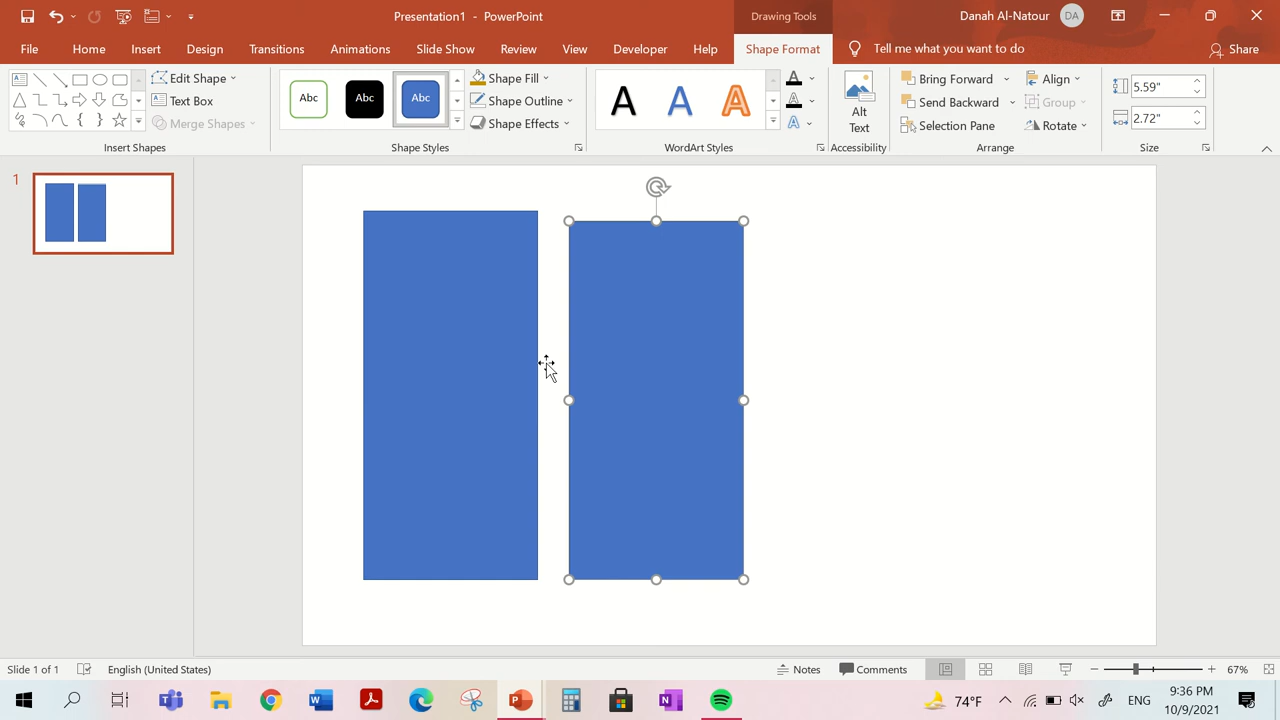 Presentation1 - PowerPoint
Drawing Tools
Danah Al-Natour
DA
File
Home
Insert
Design
Transitions
Animations
Slide Show
Review
View
Developer
Help
Shape Format
Tell me what you want to do
Share
Edit Shape
Text Box
Merge Shapes
Insert Shapes
Abc
Abc
Abc
Shape Fill
Shape Outline
Shape Effects
Shape Styles
A
A
A
A
A
A
WordArt Styles
Alt
Text
Accessibility
Bring Forward
Send Backward
Selection Pane
Align
Group
Rotate
Arrange
5.59"
2.72"
Size
1
Slide 1 of 1
English (United States)
Notes
Comments
67%
74°F
ENG
9:36 PM
10/9/2021